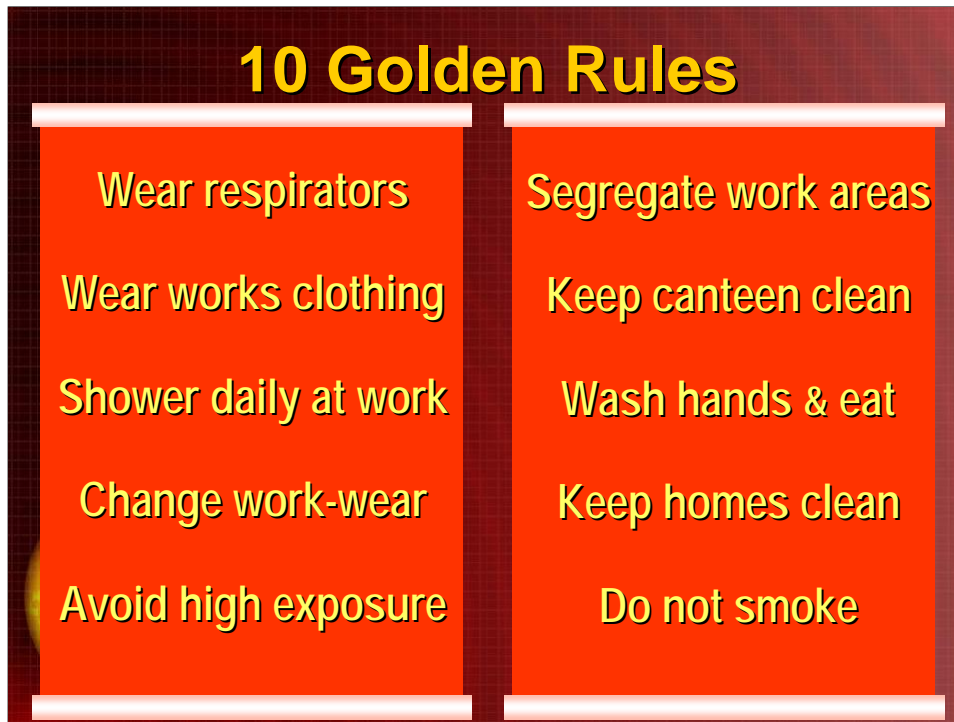 10 Golden Rules
Wear respirators
Wear works clothing
Shower daily at work
Change work-wear
Avoid high exposure
Segregate work areas
Keep canteen clean
Wash hands & eat
Keep homes clean
Do not smoke